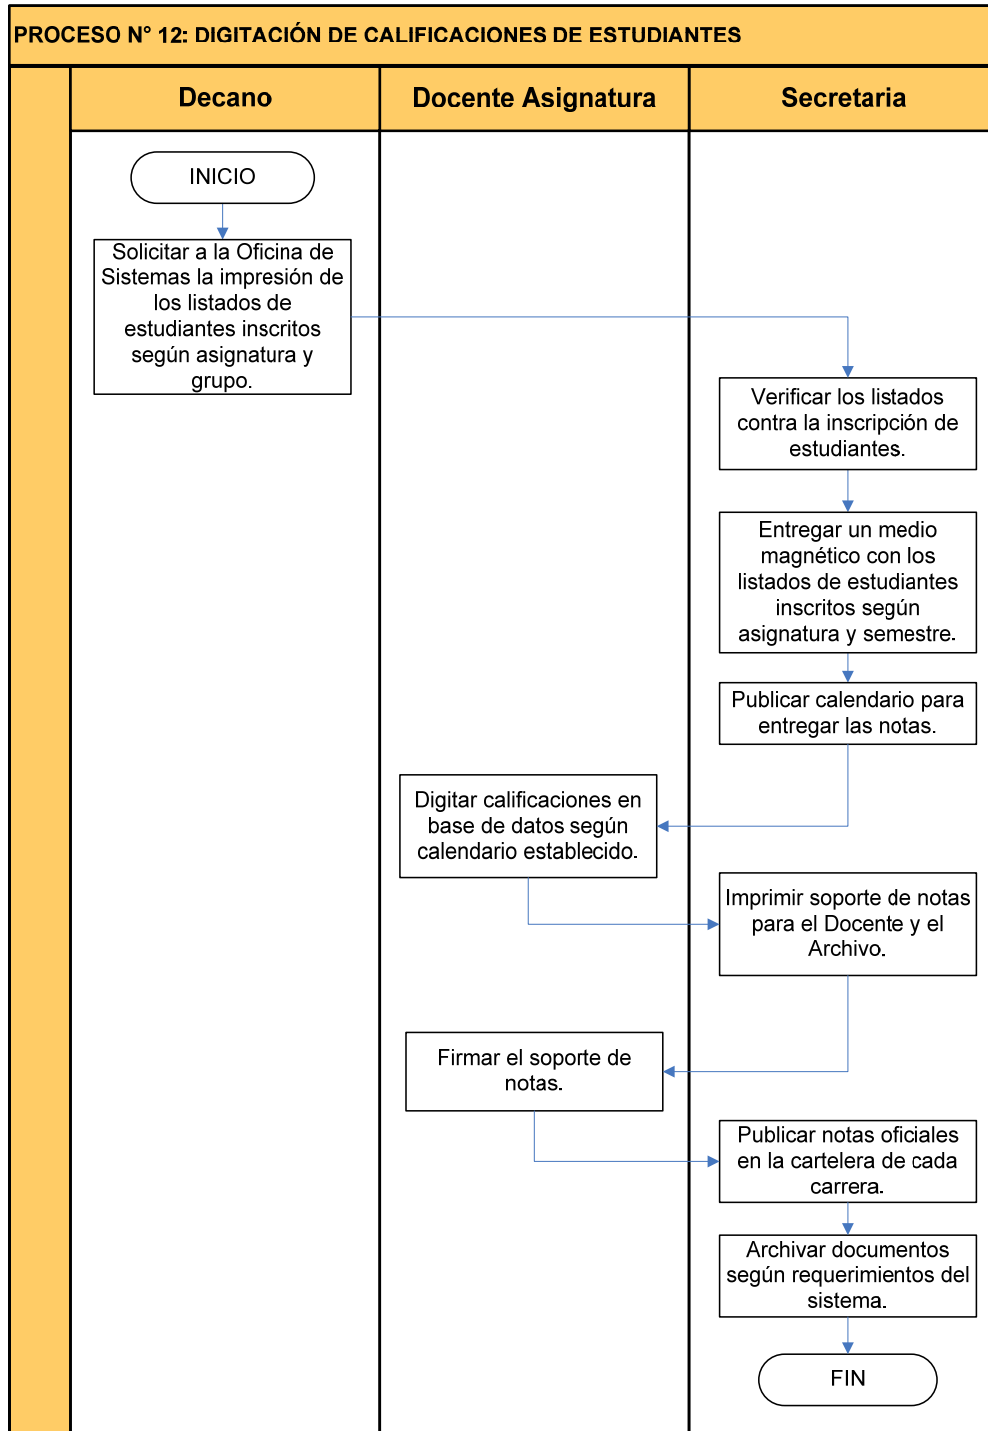 PROCESO N° 12: DIGITACIÓN DE CALIFICACIONES DE ESTUDIANTES
Decano
Docente Asignatura
Secretaria
INICIO
Solicitar a la Oficina de
Sistemas la impresión de
los listados de
estudiantes inscritos
según asignatura y
grupo.
Verificar los listados
contra la inscripción de
estudiantes.
Entregar un medio
magnético con los
listados de estudiantes
inscritos según
asignatura y semestre.
Publicar calendario para
entregar las notas.
Digitar calificaciones en
base de datos según
calendario establecido.
Imprimir soporte de notas
para el Docente y el
Archivo.
Firmar el soporte de
notas.
Publicar notas oficiales
en la cartelera de cada
carrera.
Archivar documentos
según requerimientos del
sistema.
FIN